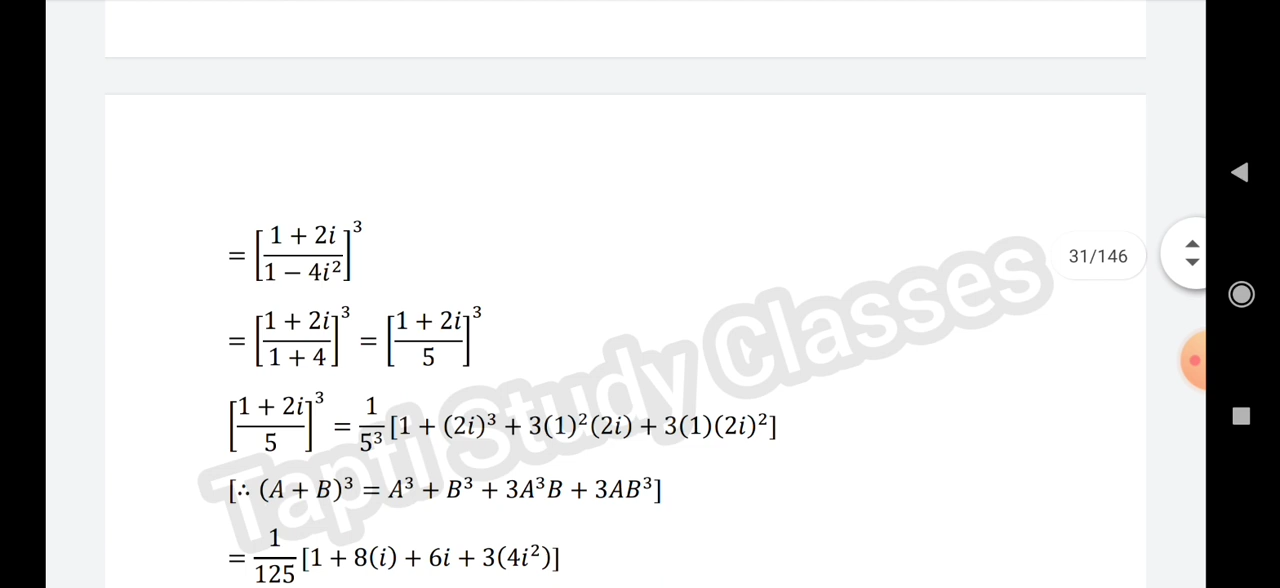 = [(1 + 2i)/(1 − 4i²)]³
31/146
= [(1 + 2i)/(1 + 4)]³ = [(1 + 2i)/5]³
[(1 + 2i)/5]³ = 1/5³ [1 + (2i)³ + 3(1)²(2i) + 3(1)(2i)²]
[∴ (A + B)³ = A³ + B³ + 3A³B + 3AB³]
= 1/125 [1 + 8(i) + 6i + 3(4i²)]
Tapti Study Classes